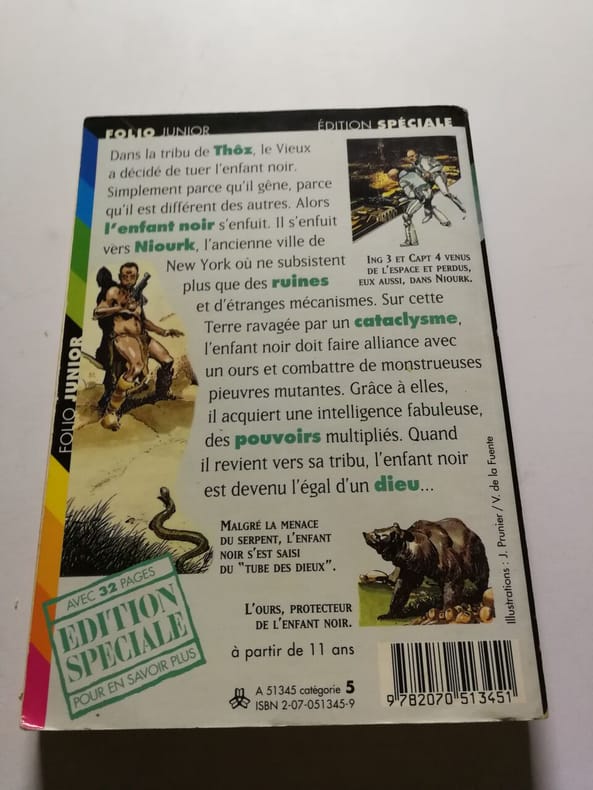 FOLIO JUNIOR
ÉDITION SPÉCIALE
Dans la tribu de Thôz, le Vieux
a décidé de tuer l'enfant noir.
Simplement parce qu'il gêne, parce
qu'il est différent des autres. Alors
l'enfant noir s'enfuit. Il s'enfuit
vers Niourk, l'ancienne ville de
New York où ne subsistent
plus que des ruines
et d'étranges mécanismes. Sur cette
Terre ravagée par un cataclysme,
l'enfant noir doit faire alliance avec
un ours et combattre de monstrueuses
pieuvres mutantes. Grâce à elles,
il acquiert une intelligence fabuleuse,
des pouvoirs multipliés. Quand
il revient vers sa tribu, l'enfant noir
est devenu l'égal d'un dieu...
ING 3 ET CAPT 4 VENUS
DE L'ESPACE ET PERDUS,
EUX AUSSI, DANS NIOURK.
FOLIO JUNIOR
MALGRÉ LA MENACE
DU SERPENT, L'ENFANT
NOIR S'EST SAISI
DU "TUBE DES DIEUX".
L'OURS, PROTECTEUR
DE L'ENFANT NOIR.
Illustrations : J. Prunier / V. de la Fuente
AVEC 32 PAGES
EDITION
SPECIALE
POUR EN SAVOIR PLUS
à partir de 11 ans
A 51345 catégorie 5
ISBN 2-07-051345-9
9 782070 513451